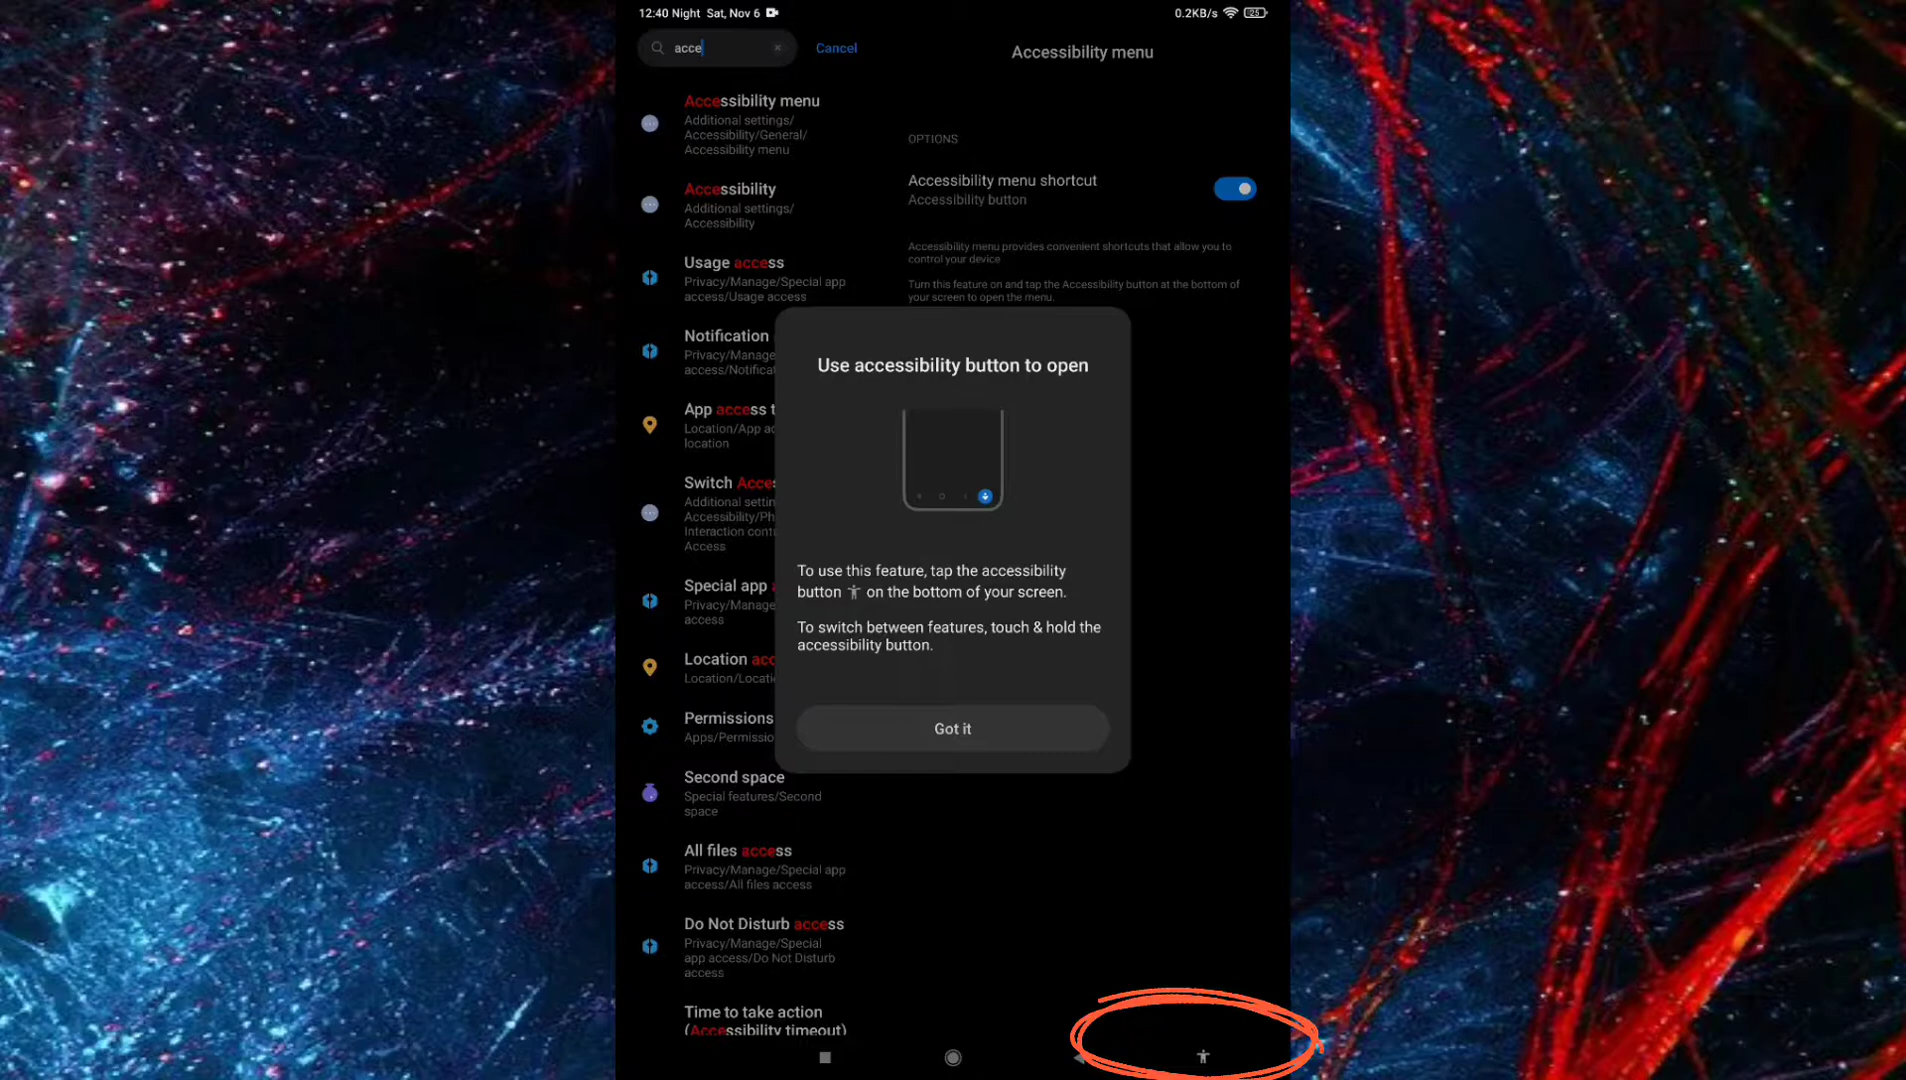 12:40 Night Sat, Nov 6
0.2KB/s
25
acce
Cancel
Accessibility menu
Additional settings/
Accessibility/General/
Accessibility menu
Accessibility
Additional settings/
Accessibility
Usage access
Privacy/Manage/Special app
access/Usage access
Notification
Privacy/Manage
access/Notificat
App access t
Location/App ac
location
Switch Acces
Additional settin
Accessibility/Ph
Interaction contr
Access
Special app a
Privacy/Manage
access
Location acc
Location/Locatio
Permissions
Apps/Permissio
Second space
Special features/Second
space
All files access
Privacy/Manage/Special app
access/All files access
Do Not Disturb access
Privacy/Manage/Special
app access/Do Not Disturb
access
Time to take action
(Accessibility timeout)
Accessibility menu
OPTIONS
Accessibility menu shortcut
Accessibility button
Accessibility menu provides convenient shortcuts that allow you to
control your device
Turn this feature on and tap the Accessibility button at the bottom of
your screen to open the menu.
Use accessibility button to open
To use this feature, tap the accessibility
button on the bottom of your screen.
To switch between features, touch & hold the
accessibility button.
Got it